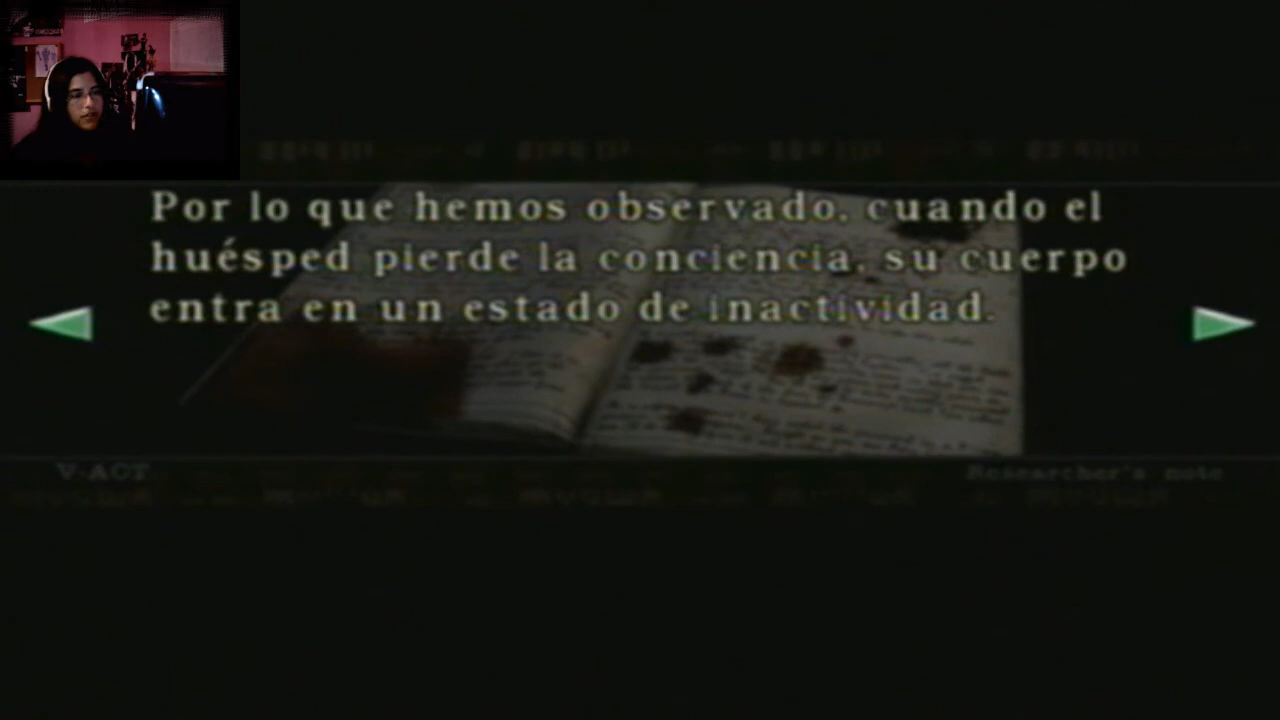 Por lo que hemos observado, cuando el
huésped pierde la conciencia, su cuerpo
entra en un estado de inactividad.
V-ACT
Researcher's note